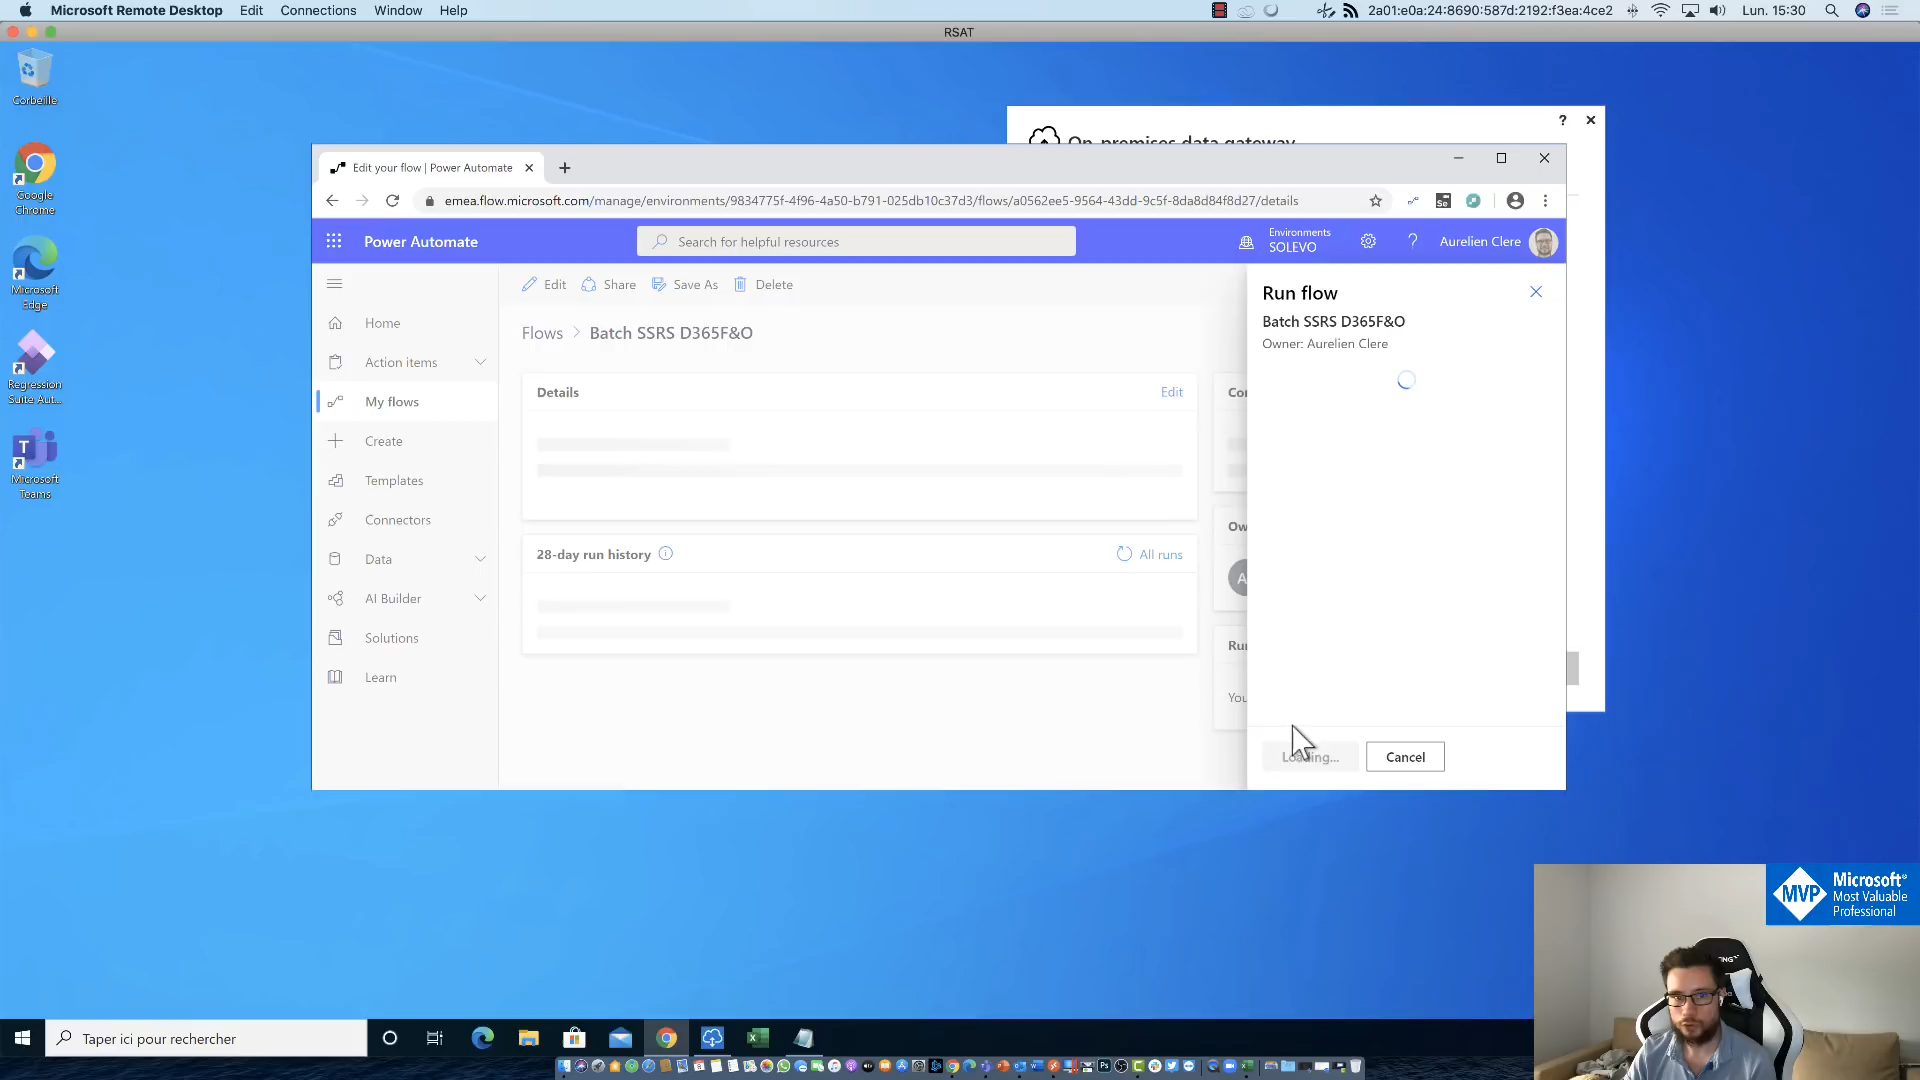 Microsoft Remote Desktop Edit Connections Window Help
2a01:e0a:24:8690:587d:2192:f3ea:4ce2 Lun. 15:30
RSAT
Corbeille
Google
Chrome
Microsoft
Edge
Regression
Suite Aut...
Microsoft
Teams
On-premises data gateway
Edit your flow | Power Automate
emea.flow.microsoft.com/manage/environments/9834775f-4f96-4a50-b791-025db10c37d3/flows/a0562ee5-9564-43dd-9c5f-8da8d84f8d27/details
Power Automate
Search for helpful resources
Environments
SOLEVO
Aurelien Clere
Home
Action items
My flows
Create
Templates
Connectors
Data
AI Builder
Solutions
Learn
Edit Share Save As Delete
Flows > Batch SSRS D365F&O
Details
Edit
28-day run history
All runs
Co
Ow
A
Ru
You
Run flow
Batch SSRS D365F&O
Owner: Aurelien Clere
Loading...
Cancel
Microsoft®
Most Valuable
Professional
MVP
Taper ici pour rechercher